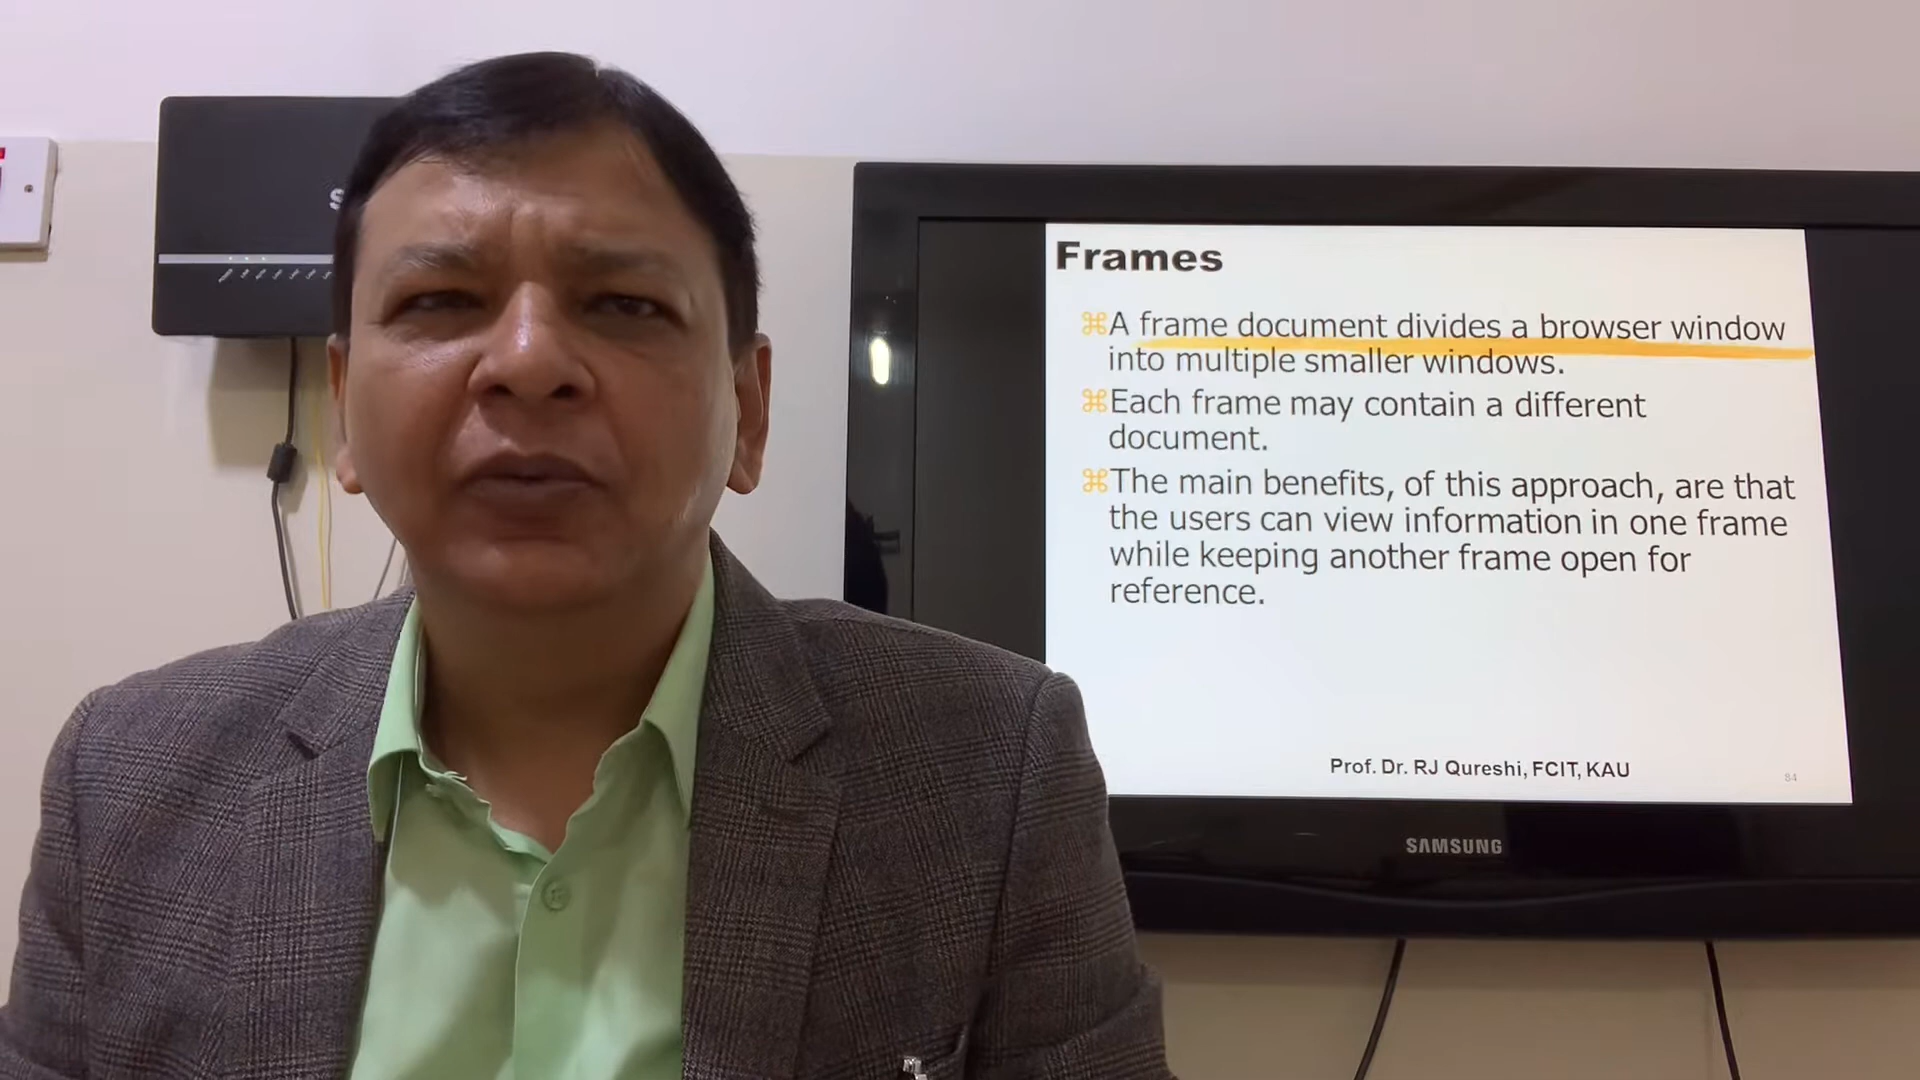 Frames
⌘A frame document divides a browser window
into multiple smaller windows.
⌘Each frame may contain a different
document.
⌘The main benefits, of this approach, are that
the users can view information in one frame
while keeping another frame open for
reference.
Prof. Dr. RJ Qureshi, FCIT, KAU
84
SAMSUNG